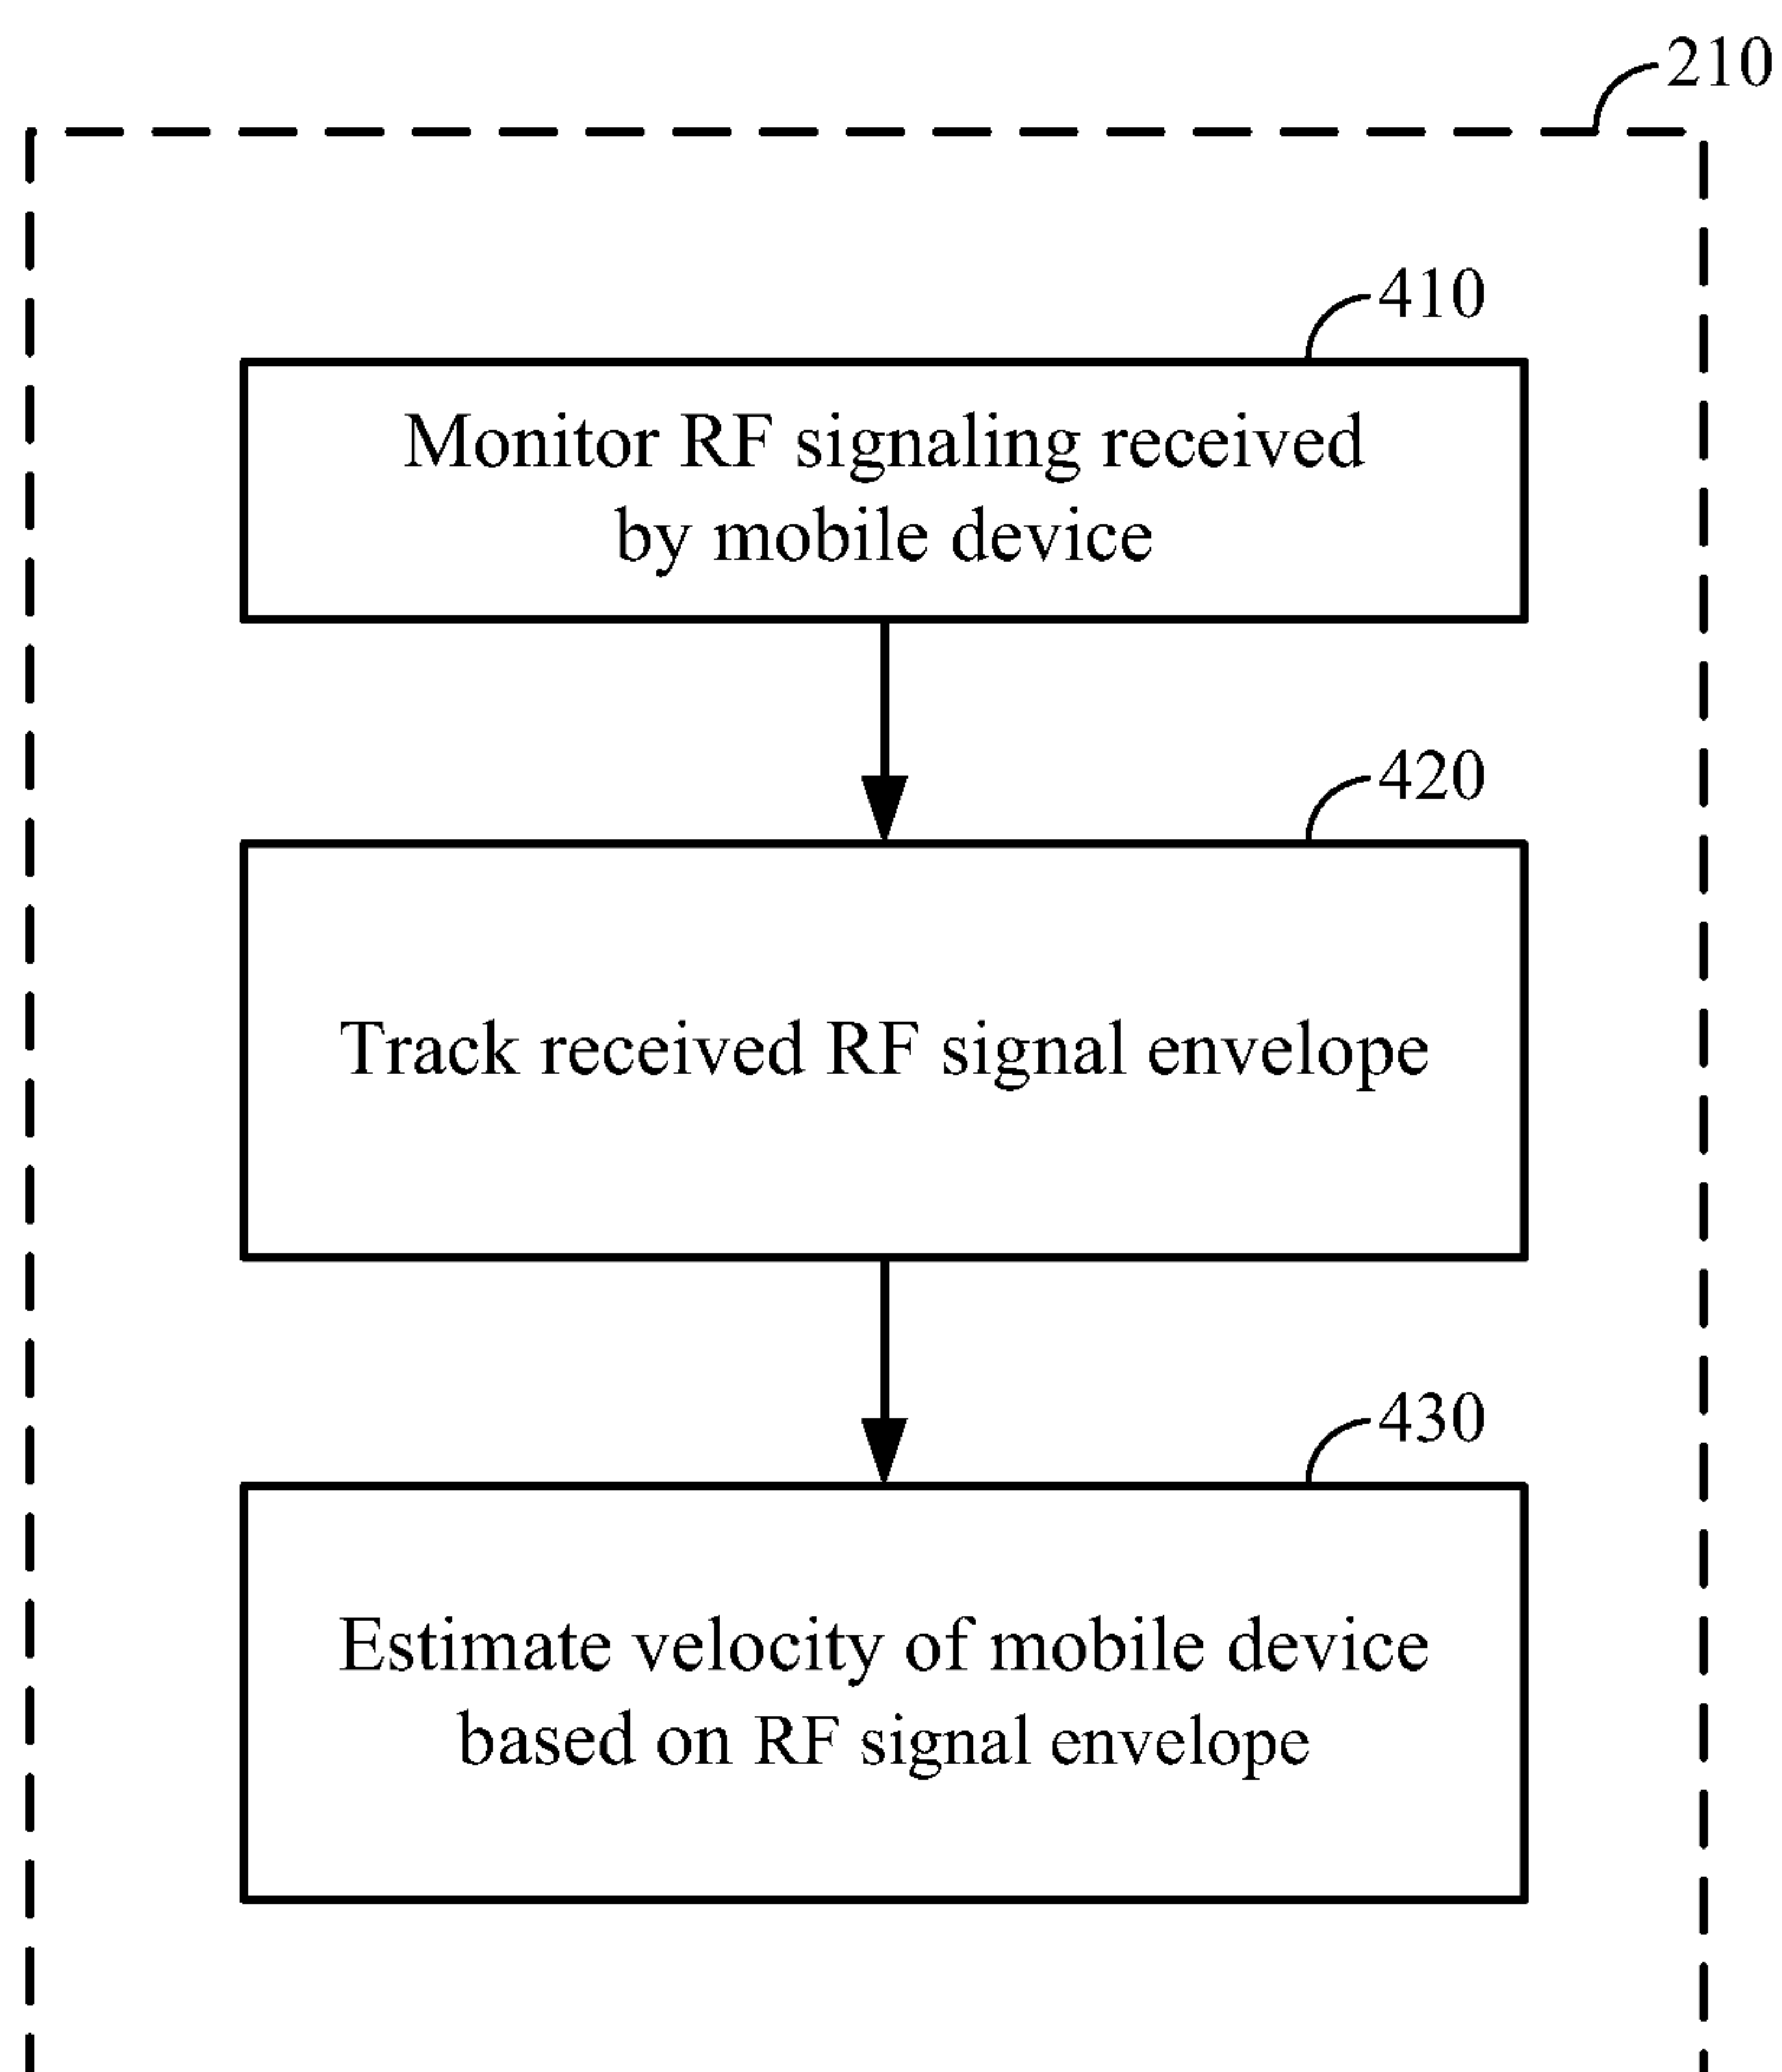 210
410
Monitor RF signaling received
by mobile device
420
Track received RF signal envelope
430
Estimate velocity of mobile device
based on RF signal envelope